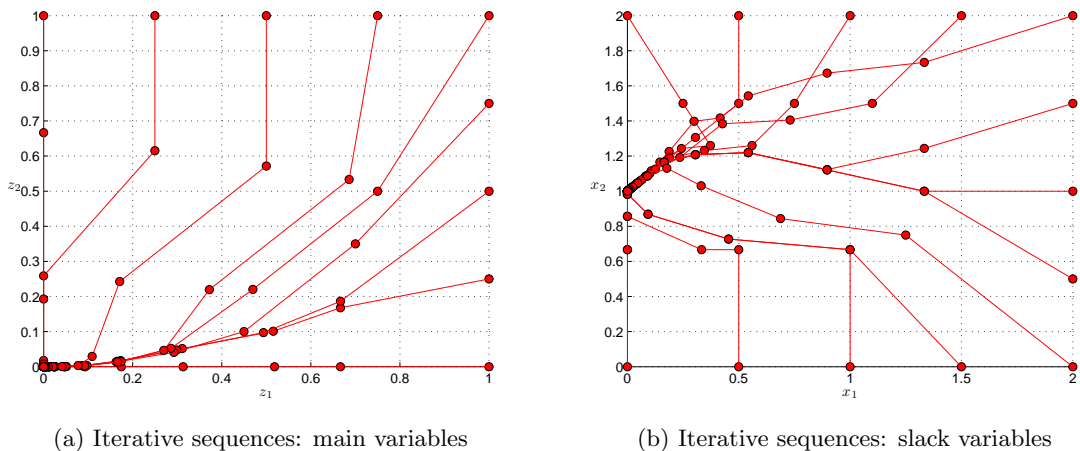 1
0.9
0.8
0.7
0.6
z₂ 0.5
0.4
0.3
0.2
0.1
0
0 0.2 0.4 0.6 0.8 1
z₁
(a) Iterative sequences: main variables
2
1.8
1.6
1.4
1.2
x₂ 1
0.8
0.6
0.4
0.2
0
0 0.5 1 1.5 2
x₁
(b) Iterative sequences: slack variables